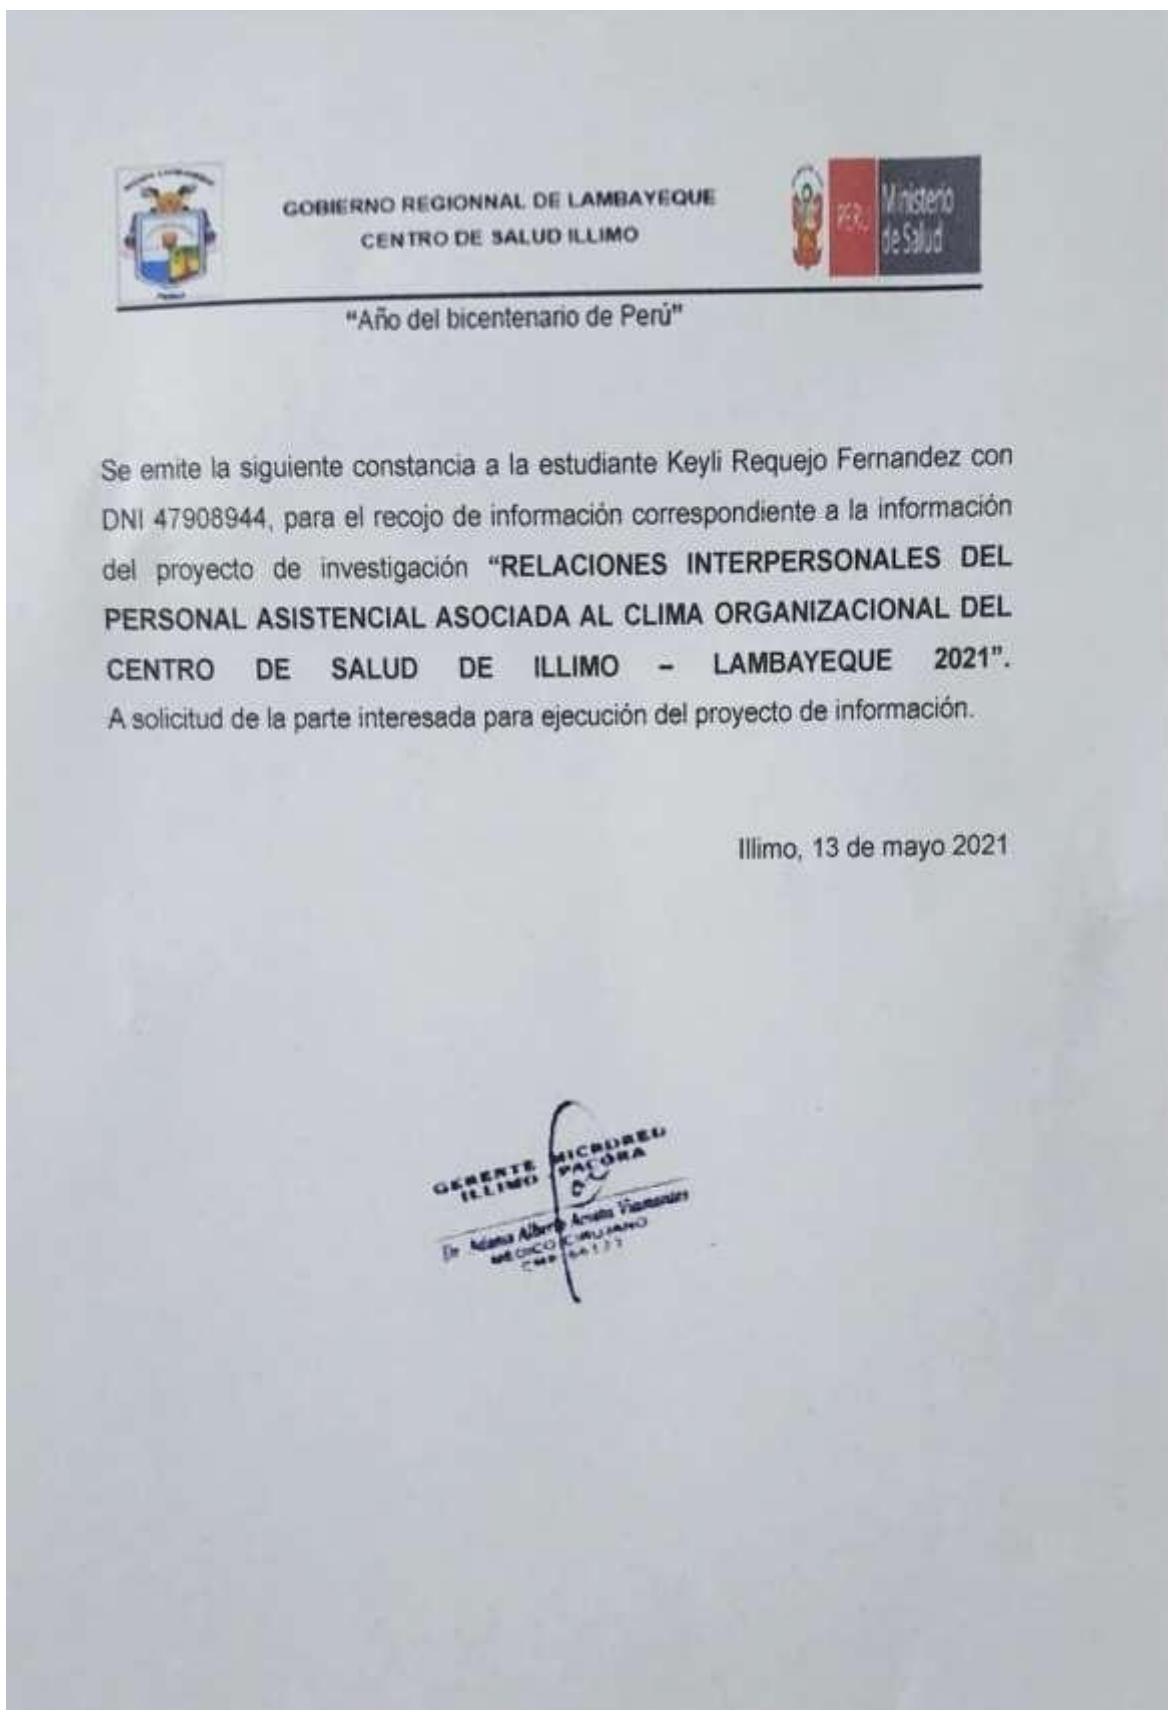 GOBIERNO REGIONNAL DE LAMBAYEQUE
CENTRO DE SALUD ILLIMO
PERÚ
Ministerio
de Salud
"Año del bicentenario de Perú"
Se emite la siguiente constancia a la estudiante Keyli Requejo Fernandez con
DNI 47908944, para el recojo de información correspondiente a la información
del proyecto de investigación “RELACIONES INTERPERSONALES DEL
PERSONAL ASISTENCIAL ASOCIADA AL CLIMA ORGANIZACIONAL DEL
CENTRO DE SALUD DE ILLIMO – LAMBAYEQUE 2021”.
A solicitud de la parte interesada para ejecución del proyecto de información.
Illimo, 13 de mayo 2021
GERENTE MICRORED
ILLIMO PACORA
Dr. Alberto
MEDICO CIRUJANO
CMP